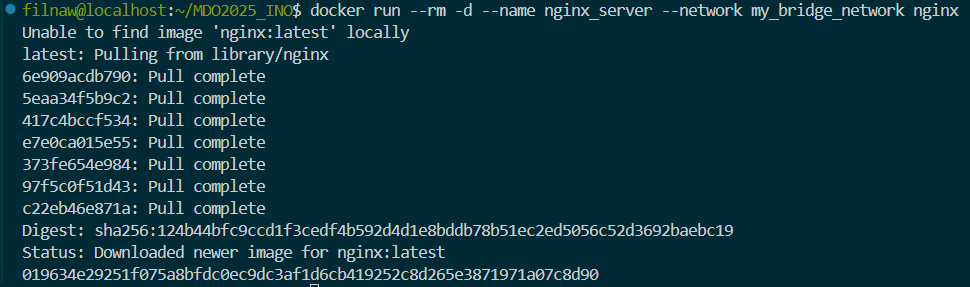 filnaw@localhost:~/MDO2025_INO$ docker run --rm -d --name nginx_server --network my_bridge_network nginx
Unable to find image 'nginx:latest' locally
latest: Pulling from library/nginx
6e909acdb790: Pull complete
5eaa34f5b9c2: Pull complete
417c4bccf534: Pull complete
e7e0ca015e55: Pull complete
373fe654e984: Pull complete
97f5c0f51d43: Pull complete
c22eb46e871a: Pull complete
Digest: sha256:124b44bfc9ccd1f3cedf4b592d4d1e8bddb78b51ec2ed5056c52d3692baebc19
Status: Downloaded newer image for nginx:latest
019634e29251f075a8bfdc0ec9dc3af1d6cb419252c8d265e3871971a07c8d90